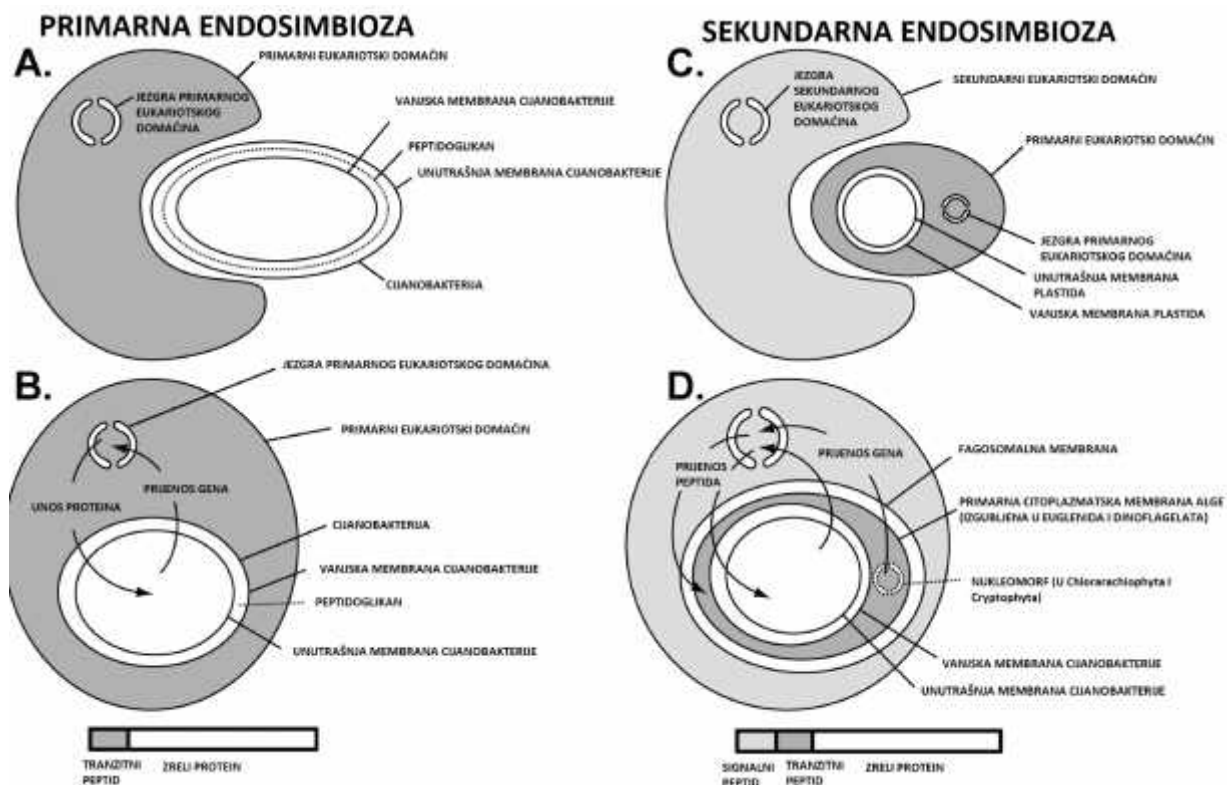 PRIMARNA ENDOSIMBIOZA
A.
PRIMARNI EUKARIOTSKI DOMAĆIN
JEZGRA PRIMARNOG
EUKARIOTSKOG
DOMAĆINA
VANJSKA MEMBRANA CIJANOBAKTERIJE
PEPTIDOGLIKAN
UNUTRAŠNJA MEMBRANA CIJANOBAKTERIJE
CIJANOBAKTERIJA
B.
JEZGRA PRIMARNOG EUKARIOTSKOG DOMAĆINA
PRIMARNI EUKARIOTSKI DOMAĆIN
UNOS PROTEINA
PRIJENOS GENA
CIJANOBAKTERIJA
VANJSKA MEMBRANA CIJANOBAKTERIJE
PEPTIDOGLIKAN
UNUTRAŠNJA MEMBRANA CIJANOBAKTERIJE
TRANZITNI
PEPTID
ZRELI PROTEIN
SEKUNDARNA ENDOSIMBIOZA
C.
JEZGRA
SEKUNDARNOG
EUKARIOTSKOG
DOMAĆINA
SEKUNDARNI EUKARIOTSKI DOMAĆIN
PRIMARNI EUKARIOTSKI DOMAĆIN
JEZGRA PRIMARNOG
EUKARIOTSKOG DOMAĆINA
UNUTRAŠNJA MEMBRANA
PLASTIDA
VANJSKA MEMBRANA PLASTIDA
D.
PRIJENOS
PEPTIDA
PRIJENOS GENA
FAGOSOMALNA MEMBRANA
PRIMARNA CITOPLAZMATSKA MEMBRANA ALGE
(IZGUBLJENA U EUGLENIDA I DINOFLAGELATA)
NUKLEOMORF (U Chlorarachiophyta I
Cryptophyta)
VANJSKA MEMBRANA CIJANOBAKTERIJE
UNUTRAŠNJA MEMBRANA CIJANOBAKTERIJE
SIGNALNI
PEPTID
TRANZITNI
PEPTID
ZRELI PROTEIN